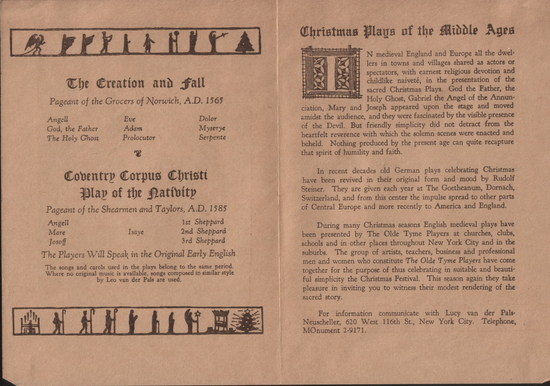 The Creation and Fall
Pageant of the Grocers of Norwich, A.D. 1565
Angell Eve Dolor
God, the Father Adam Myserye
The Holy Ghost Prolocutor Serpente
Coventry Corpus Christi
Play of the Nativity
Pageant of the Shearmen and Taylors, A.D. 1585
Angell 1st Sheppard
Mare Isaye 2nd Sheppard
Joseff 3rd Sheppard
The Players Will Speak in the Original Early English
The songs and carols used in the plays belong to the same period.
Where no original music is available, songs composed in similar style
by Leo van der Pals are used.
Christmas Plays of the Middle Ages
IN medieval England and Europe all the dwel-
lers in towns and villages shared as actors or
spectators, with earnest religious devotion and
childlike naiveté, in the presentation of the
sacred Christmas Plays. God the Father, the
Holy Ghost, Gabriel the Angel of the Annun-
ciation, Mary and Joseph appeared upon the stage and moved
amidst the audience, and they were fascinated by the visible presence
of the Devil. But friendly simplicity did not detract from the
heartfelt reverence with which the solemn scenes were enacted and
beheld. Nothing produced by the present age can quite recapture
that spirit of humility and faith.
In recent decades old German plays celebrating Christmas
have been revived in their original form and mood by Rudolf
Steiner. They are given each year at The Goetheanum, Dornach,
Switzerland, and from this center the impulse spread to other parts
of Central Europe and more recently to America and England.
During many Christmas seasons English medieval plays have
been presented by The Olde Tyme Players at churches, clubs,
schools and in other places throughout New York City and in the
suburbs. The group of artists, teachers, business and professional
men and women who constitute The Olde Tyme Players have come
together for the purpose of thus celebrating in suitable and beauti-
ful simplicity the Christmas Festival. This season again they take
pleasure in inviting you to witness their modest rendering of the
sacred story.
For information communicate with Lucy van der Pals-
Neuscheller, 620 West 116th St., New York City. Telephone,
MOnument 2-9171.